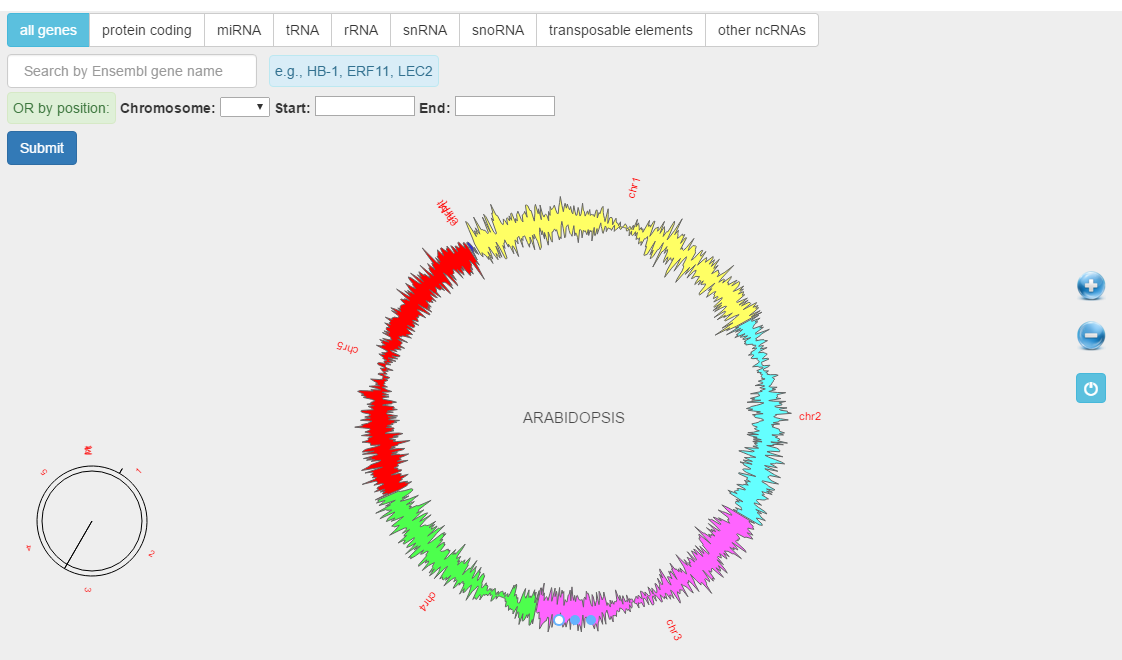 all genes protein coding miRNA tRNA rRNA snRNA snoRNA transposable elements other ncRNAs
Search by Ensembl gene name e.g., HB-1, ERF11, LEC2
OR by position: Chromosome: Start: End:
Submit
chr1
chr5
ARABIDOPSIS
chr2
chr4
chr3
5
1
4
2
3